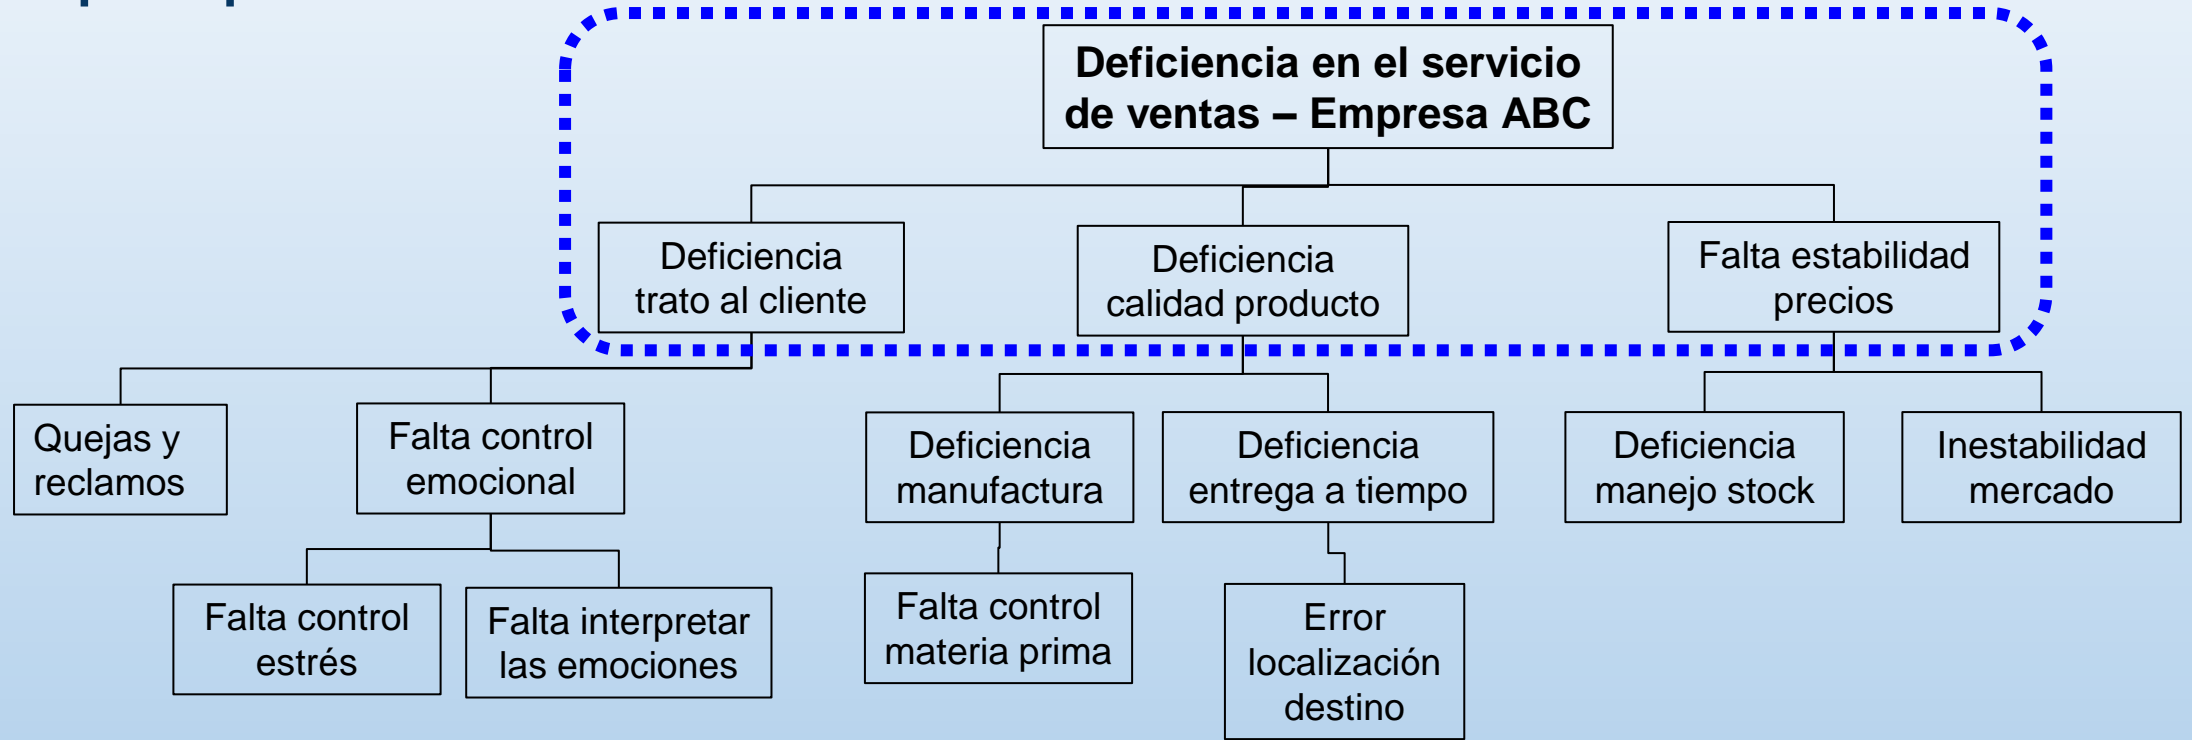 Deficiencia en el servicio
de ventas – Empresa ABC
Deficiencia
trato al cliente
Deficiencia
calidad producto
Falta estabilidad
precios
Quejas y
reclamos
Falta control
emocional
Deficiencia
manufactura
Deficiencia
entrega a tiempo
Deficiencia
manejo stock
Inestabilidad
mercado
Falta control
estrés
Falta interpretar
las emociones
Falta control
materia prima
Error
localización
destino